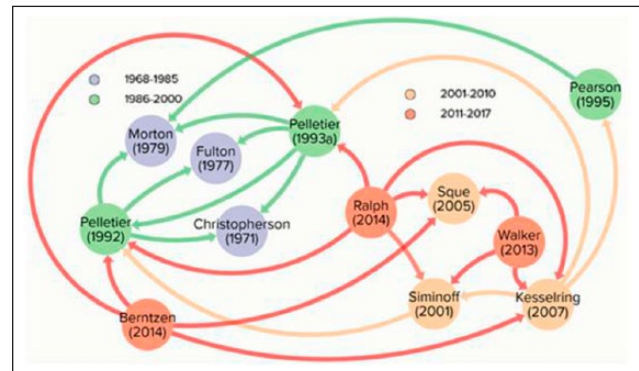 1968-1985
1986-2000
2001-2010
2011-2017
Pearson
(1995)
Morton
(1979)
Fulton
(1977)
Pelletier
(1993a)
Pelletier
(1992)
Christopherson
(1971)
Ralph
(2014)
Sque
(2005)
Walker
(2013)
Berntzen
(2014)
Siminoff
(2001)
Kesselring
(2007)